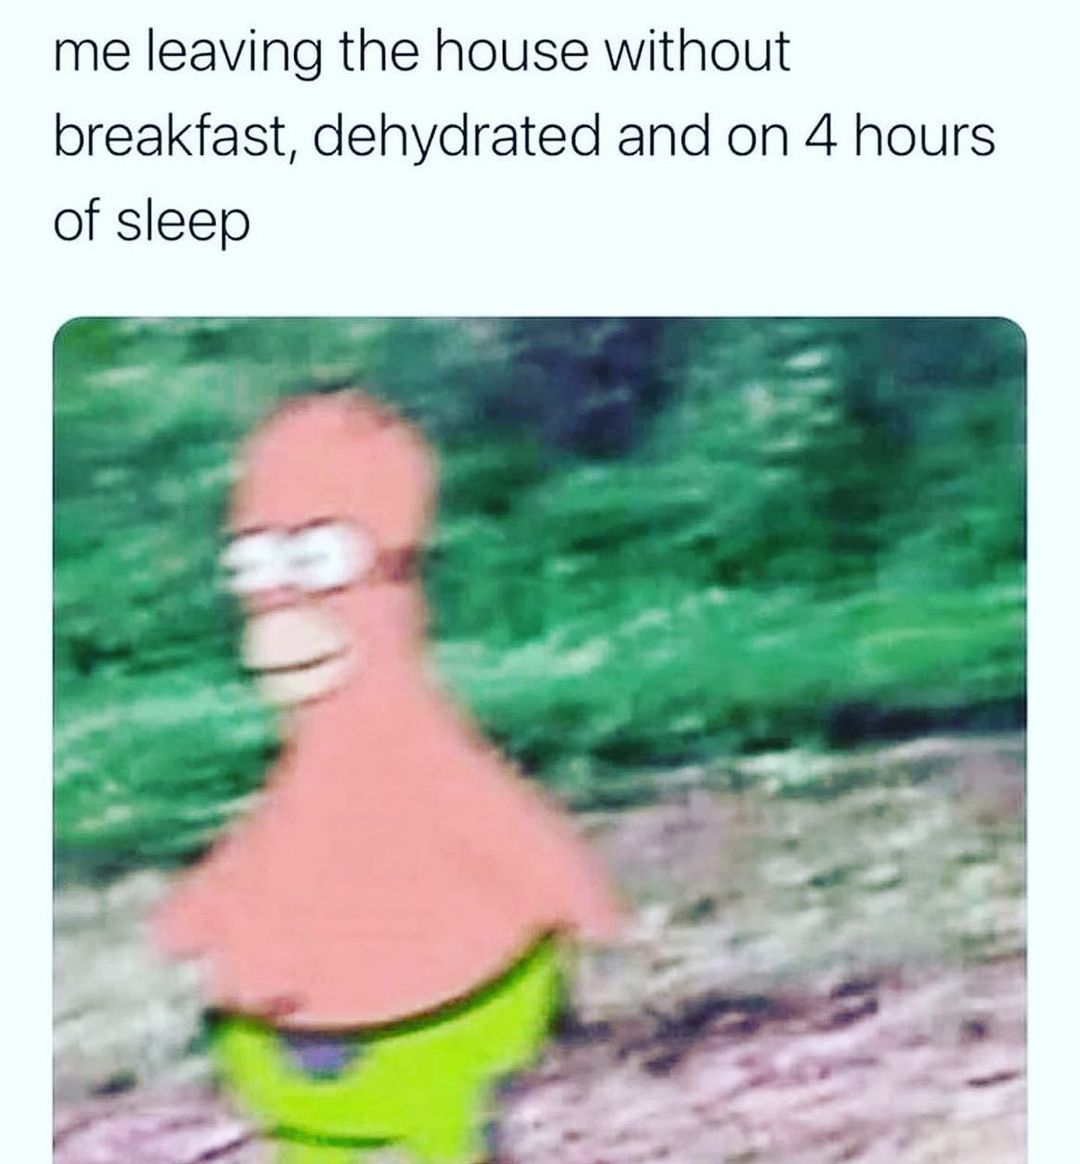 me leaving the house without
breakfast, dehydrated and on 4 hours
of sleep